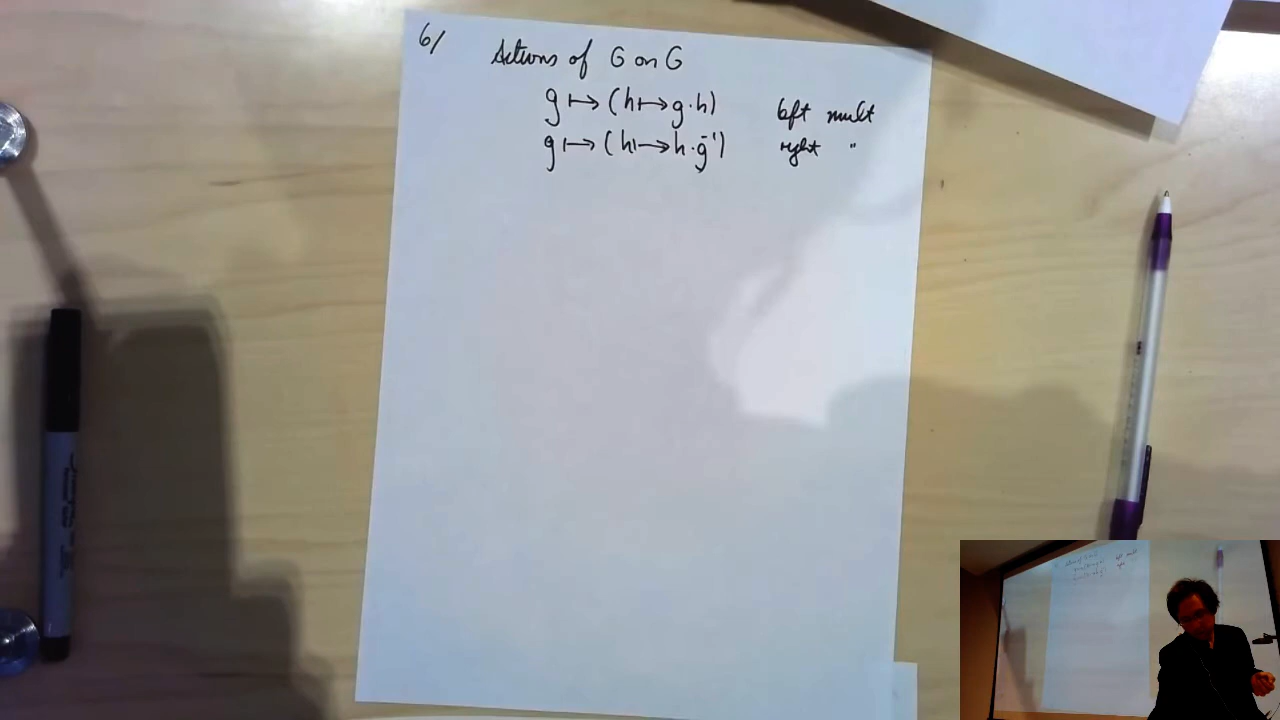 6/ Actions of G on G
g ↦ (h ↦ g·h) left mult
g ↦ (h ↦ h·g⁻¹) right "